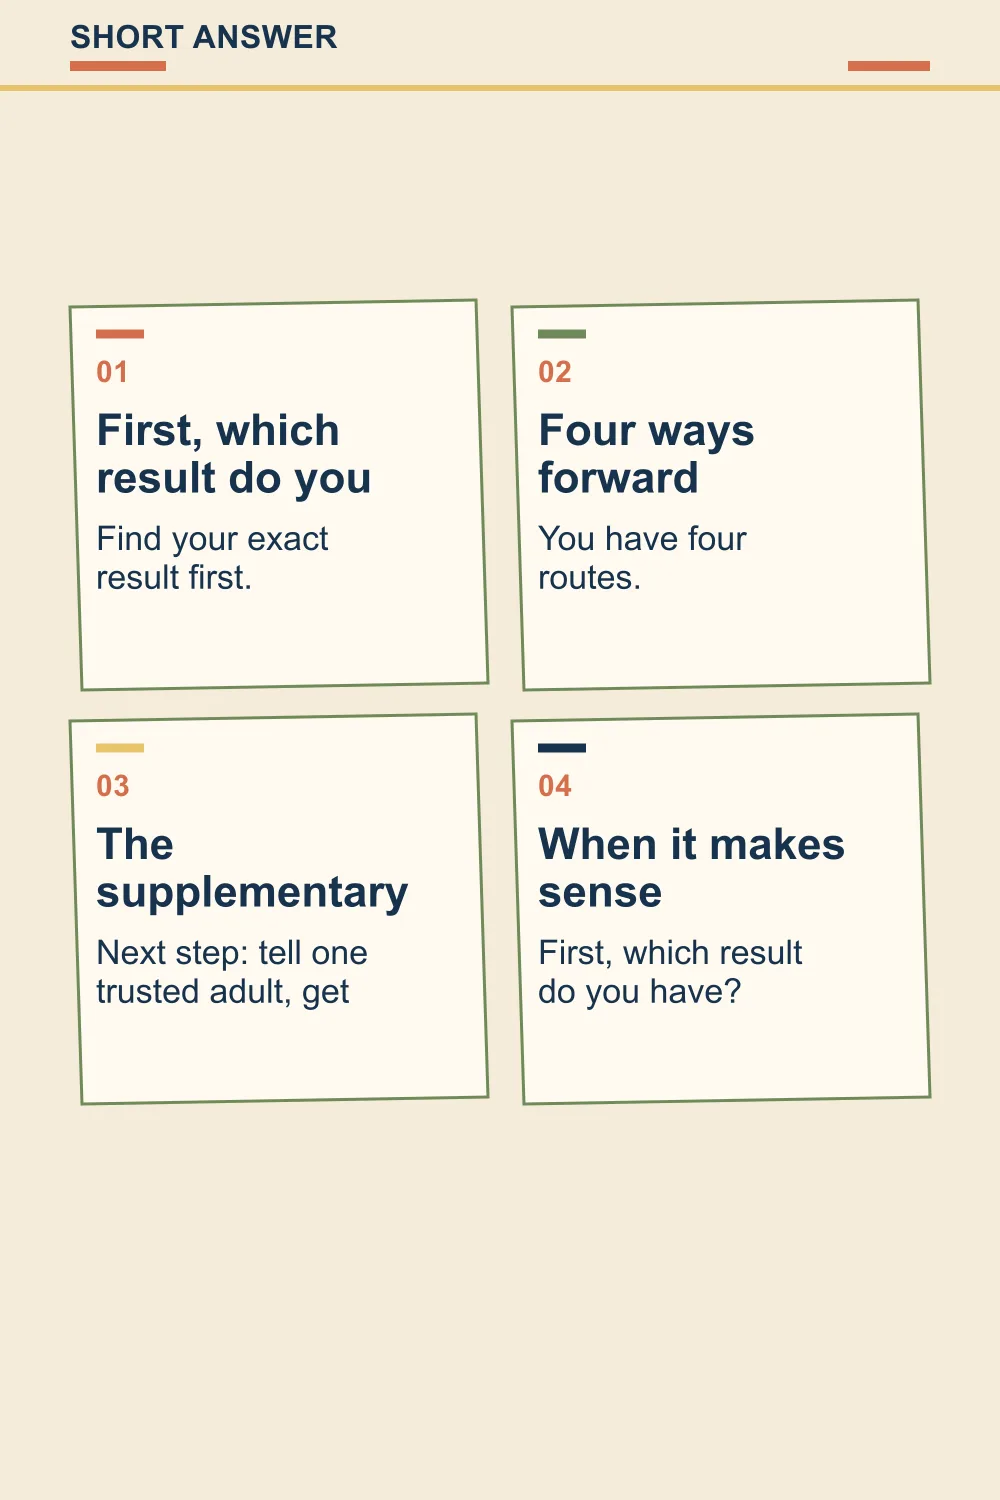 SHORT ANSWER
01
First, which
result do you
Find your exact
result first.
02
Four ways
forward
You have four
routes.
03
The
supplementary
Next step: tell one
trusted adult, get
04
When it makes
sense
First, which result
do you have?